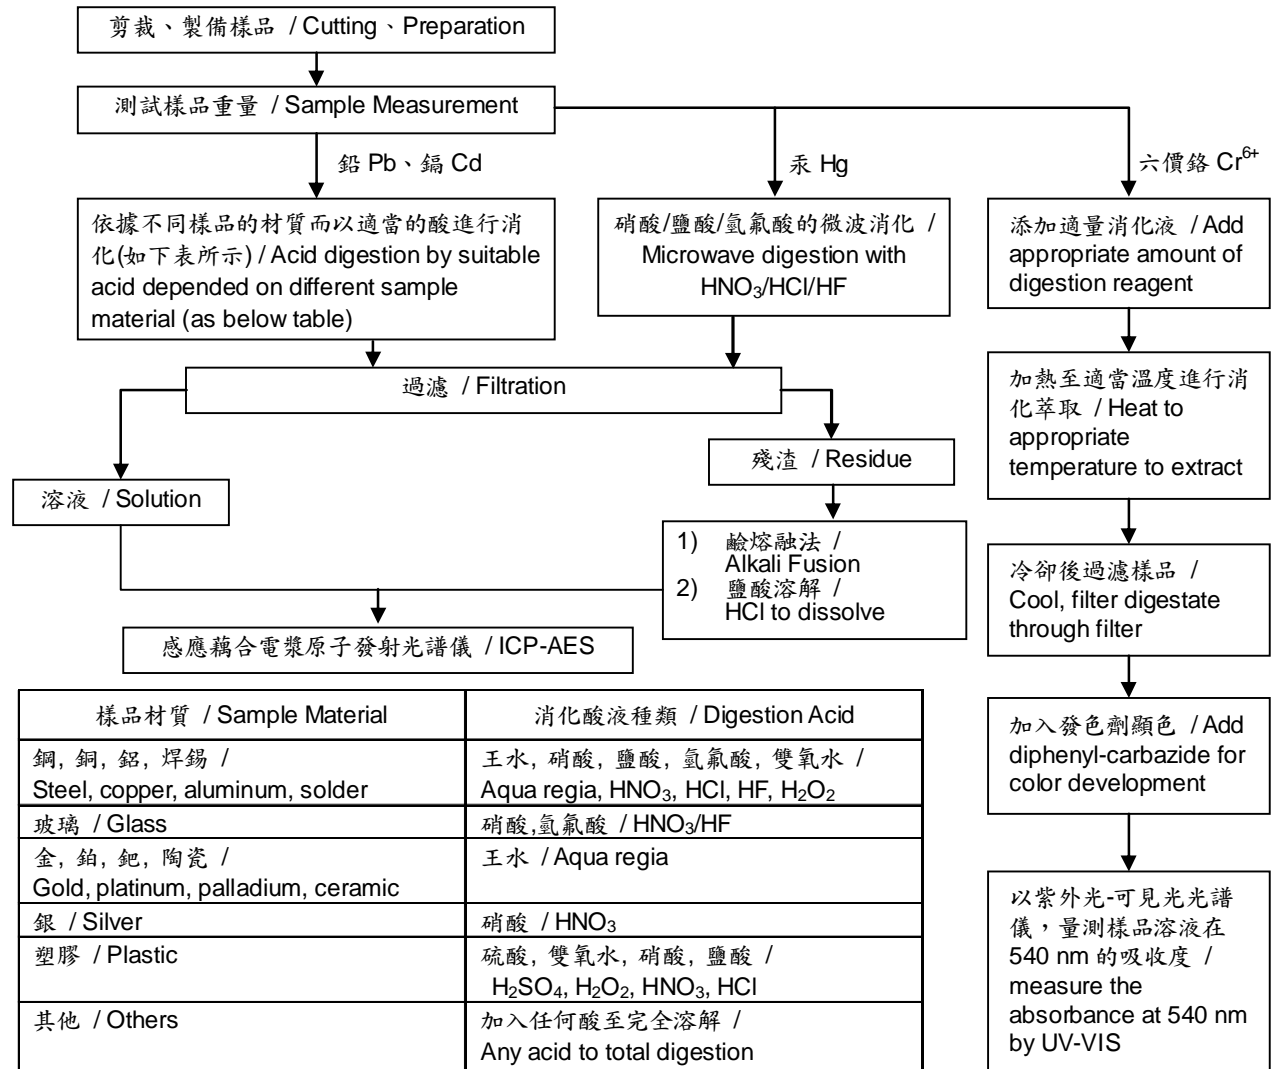 剪裁、製備樣品 / Cutting、Preparation
測試樣品重量 / Sample Measurement
鉛 Pb、鎘 Cd
汞 Hg
六價鉻 Cr⁶⁺
依據不同樣品的材質而以適當的酸進行消
化(如下表所示) / Acid digestion by suitable
acid depended on different sample
material (as below table)
硝酸/鹽酸/氫氟酸的微波消化 /
Microwave digestion with
HNO₃/HCl/HF
添加適量消化液 / Add
appropriate amount of
digestion reagent
過濾 / Filtration
加熱至適當溫度進行消
化萃取 / Heat to
appropriate
temperature to extract
殘渣 / Residue
溶液 / Solution
1) 鹼熔融法 /
Alkali Fusion
2) 鹽酸溶解 /
HCl to dissolve
冷卻後過濾樣品 /
Cool, filter digestate
through filter
感應藕合電漿原子發射光譜儀 / ICP-AES
加入發色劑顯色 / Add
diphenyl-carbazide for
color development
以紫外光-可見光光譜
儀，量測樣品溶液在
540 nm 的吸收度 /
measure the
absorbance at 540 nm
by UV-VIS
樣品材質 / Sample Material
消化酸液種類 / Digestion Acid
鋼, 銅, 鋁, 焊錫 /
Steel, copper, aluminum, solder
王水, 硝酸, 鹽酸, 氫氟酸, 雙氧水 /
Aqua regia, HNO₃, HCl, HF, H₂O₂
玻璃 / Glass
硝酸,氫氟酸 / HNO₃/HF
金, 鉑, 鈀, 陶瓷 /
Gold, platinum, palladium, ceramic
王水 / Aqua regia
銀 / Silver
硝酸 / HNO₃
塑膠 / Plastic
硫酸, 雙氧水, 硝酸, 鹽酸 /
H₂SO₄, H₂O₂, HNO₃, HCl
其他 / Others
加入任何酸至完全溶解 /
Any acid to total digestion